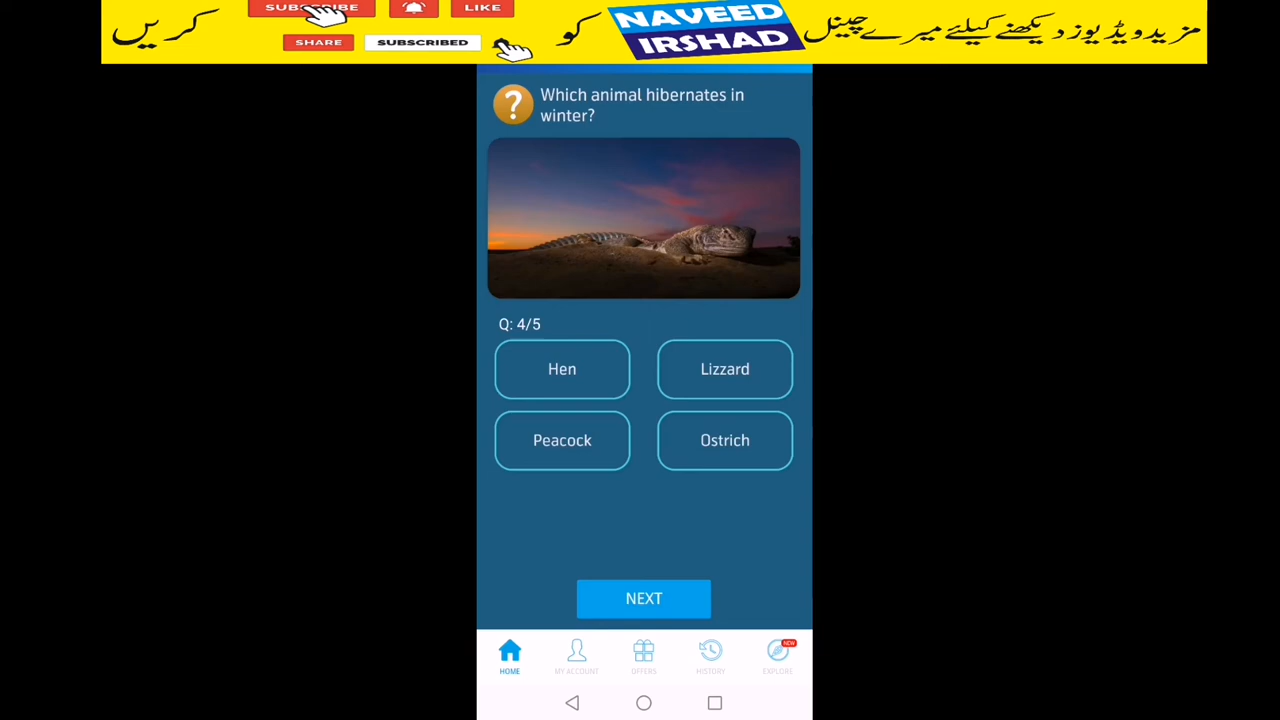 SUBSCRIBE
LIKE
SHARE
SUBSCRIBED
مزید ویڈیوز دیکھنے کیلئے میرے چینل
NAVEED
IRSHAD
کو
کریں
Which animal hibernates in
winter?
Q: 4/5
Hen
Lizzard
Peacock
Ostrich
NEXT
HOME
MY ACCOUNT
OFFERS
HISTORY
NEW
EXPLORE